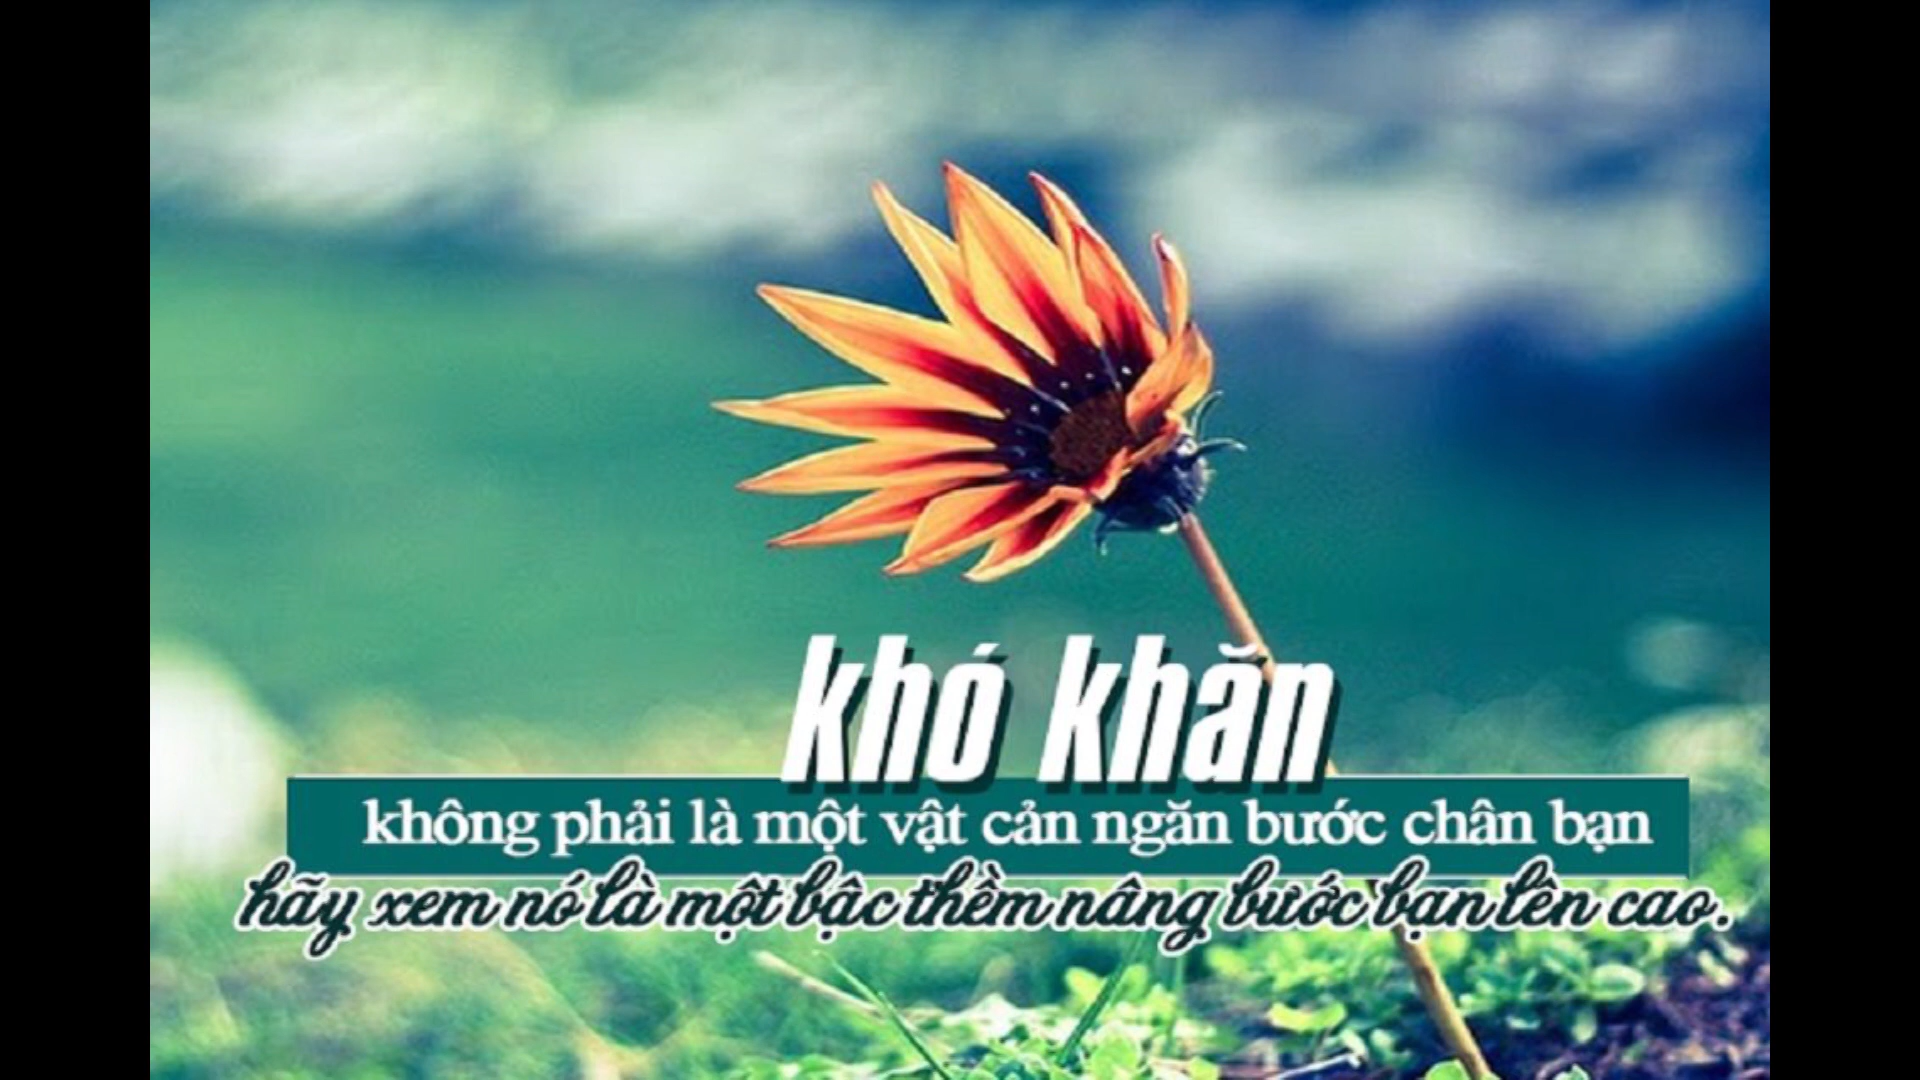 khó khăn
không phải là một vật cản ngăn bước chân bạn
hãy xem nó là một bậc thềm nâng bước bạn lên cao.